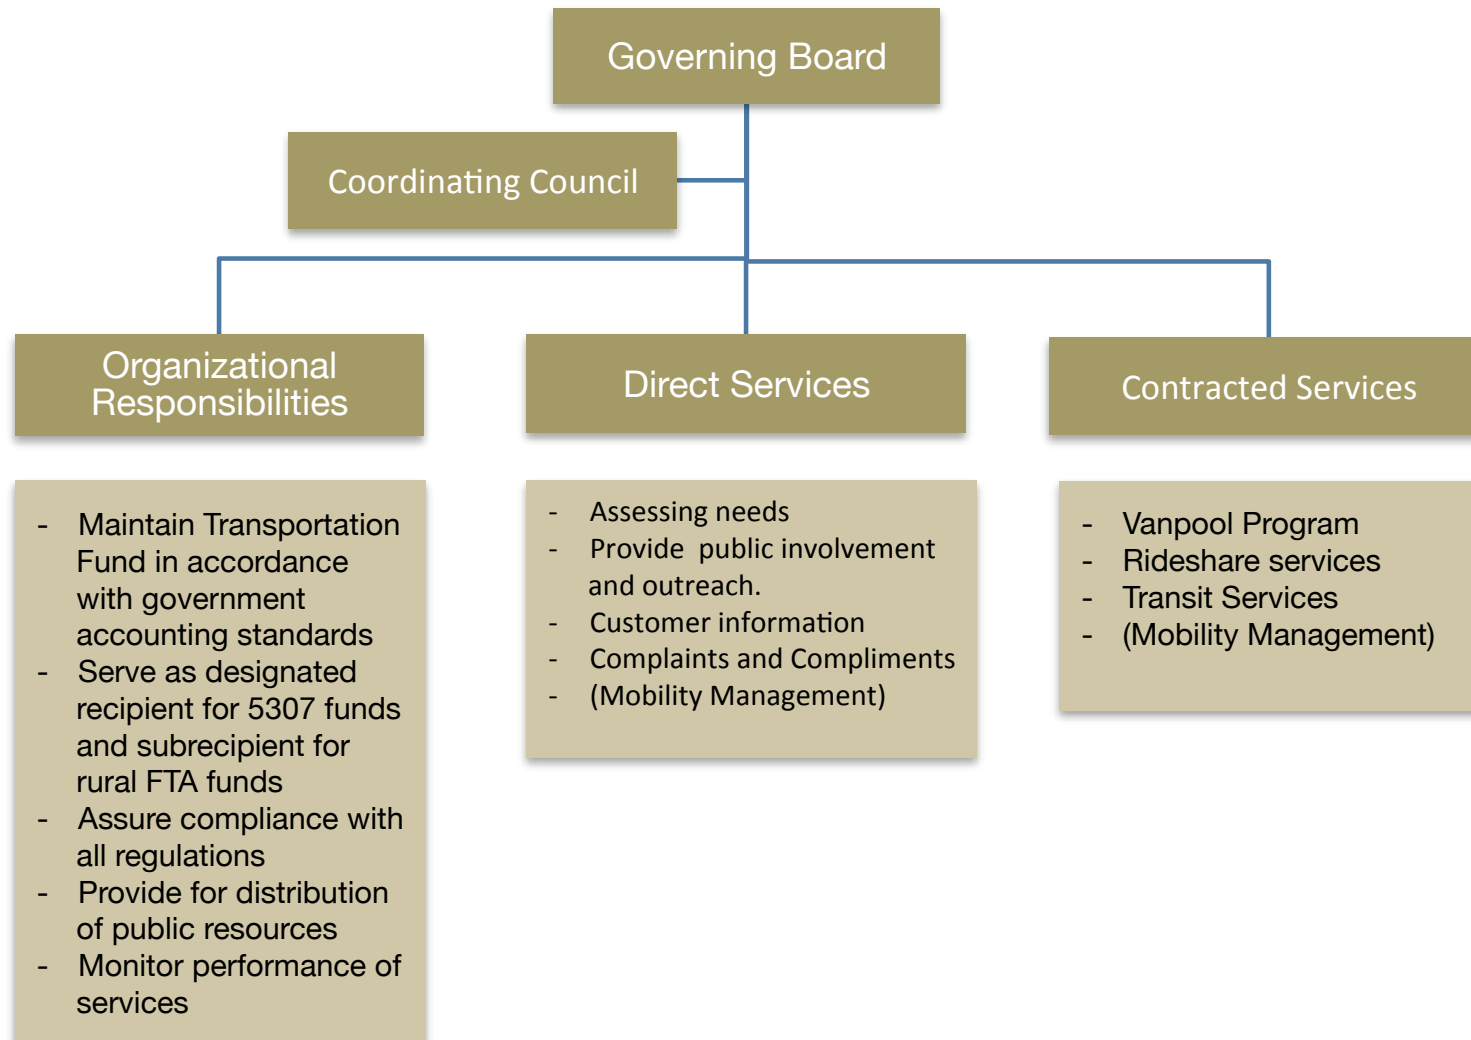 Governing Board
Coordinating Council
Organizational
Responsibilities
Direct Services
Contracted Services
- Maintain Transportation
Fund in accordance
with government
accounting standards
- Serve as designated
recipient for 5307 funds
and subrecipient for
rural FTA funds
- Assure compliance with
all regulations
- Provide for distribution
of public resources
- Monitor performance of
services
- Assessing needs
- Provide public involvement
and outreach.
- Customer information
- Complaints and Compliments
- (Mobility Management)
- Vanpool Program
- Rideshare services
- Transit Services
- (Mobility Management)